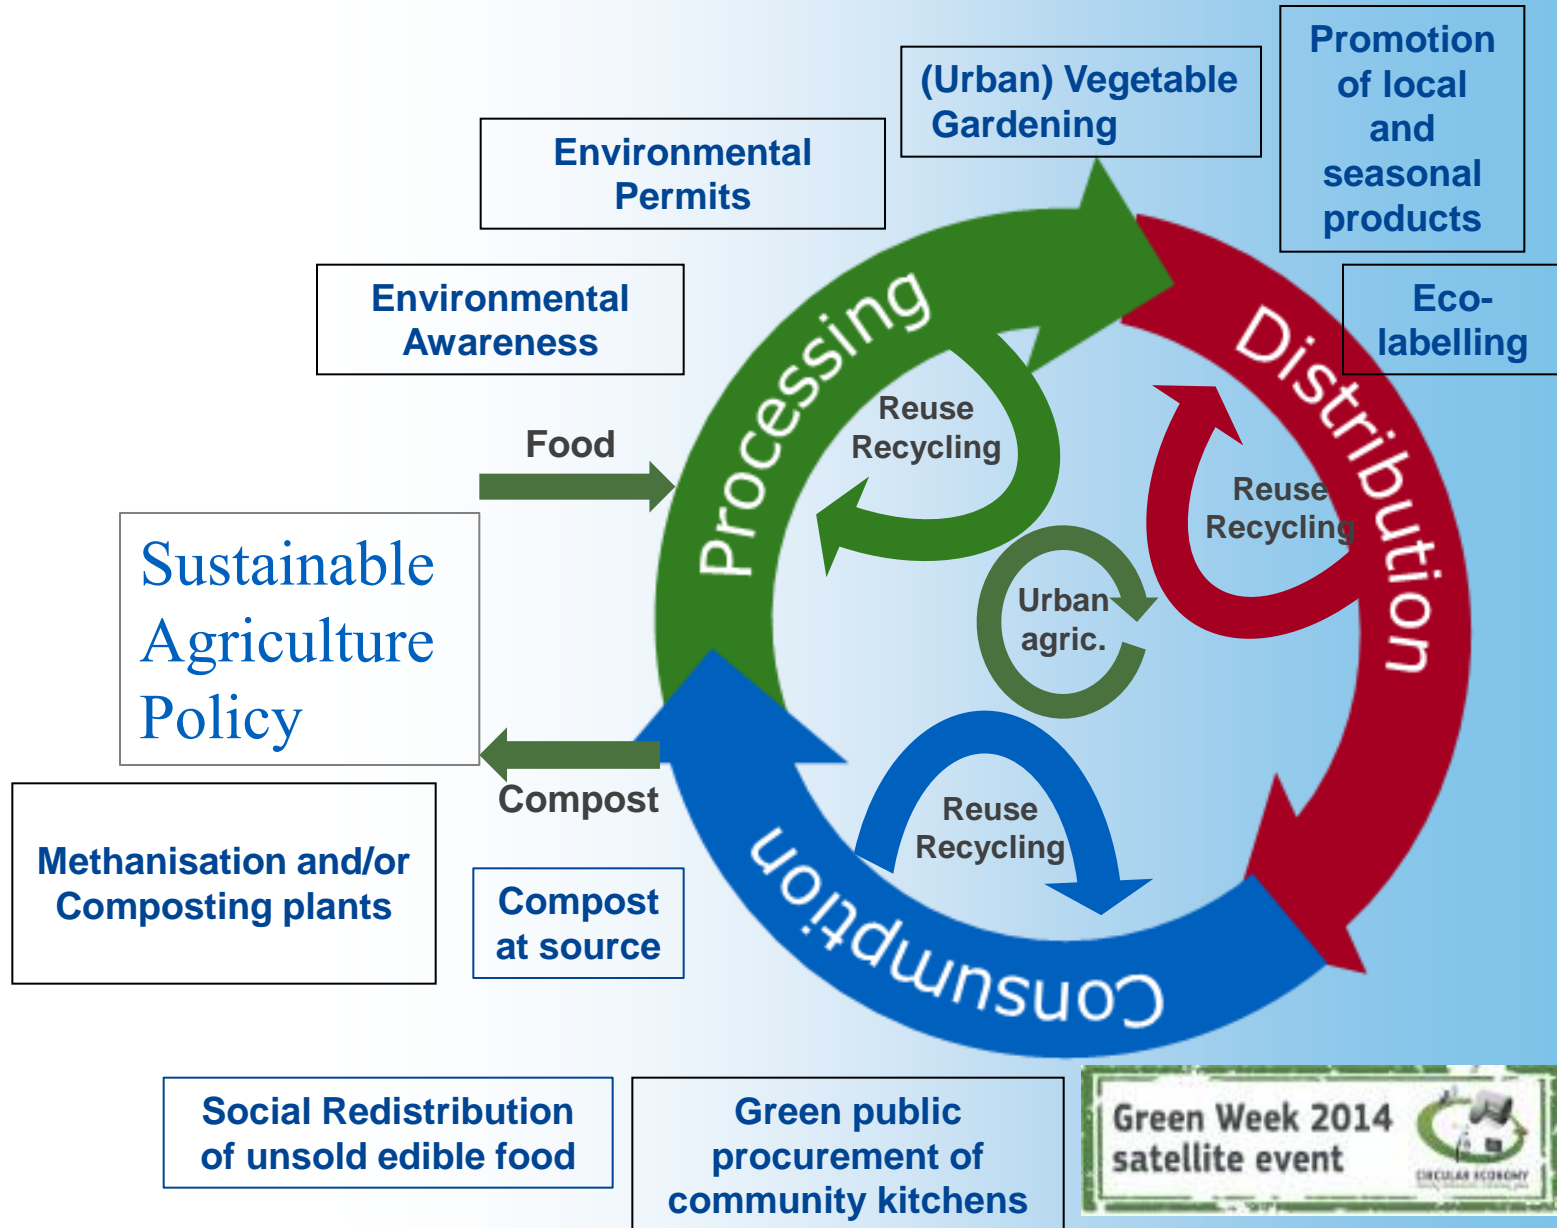 Promotion
of local
and
seasonal
products
(Urban) Vegetable
Gardening
Environmental
Permits
Environmental
Awareness
Eco-
labelling
Processing
Distribution
Consumption
Reuse
Recycling
Reuse
Recycling
Urban
agric.
Reuse
Recycling
Food
Sustainable
Agriculture
Policy
Compost
Methanisation and/or
Composting plants
Compost
at source
Social Redistribution
of unsold edible food
Green public
procurement of
community kitchens
Green Week 2014
satellite event
CIRCULAR ECONOMY